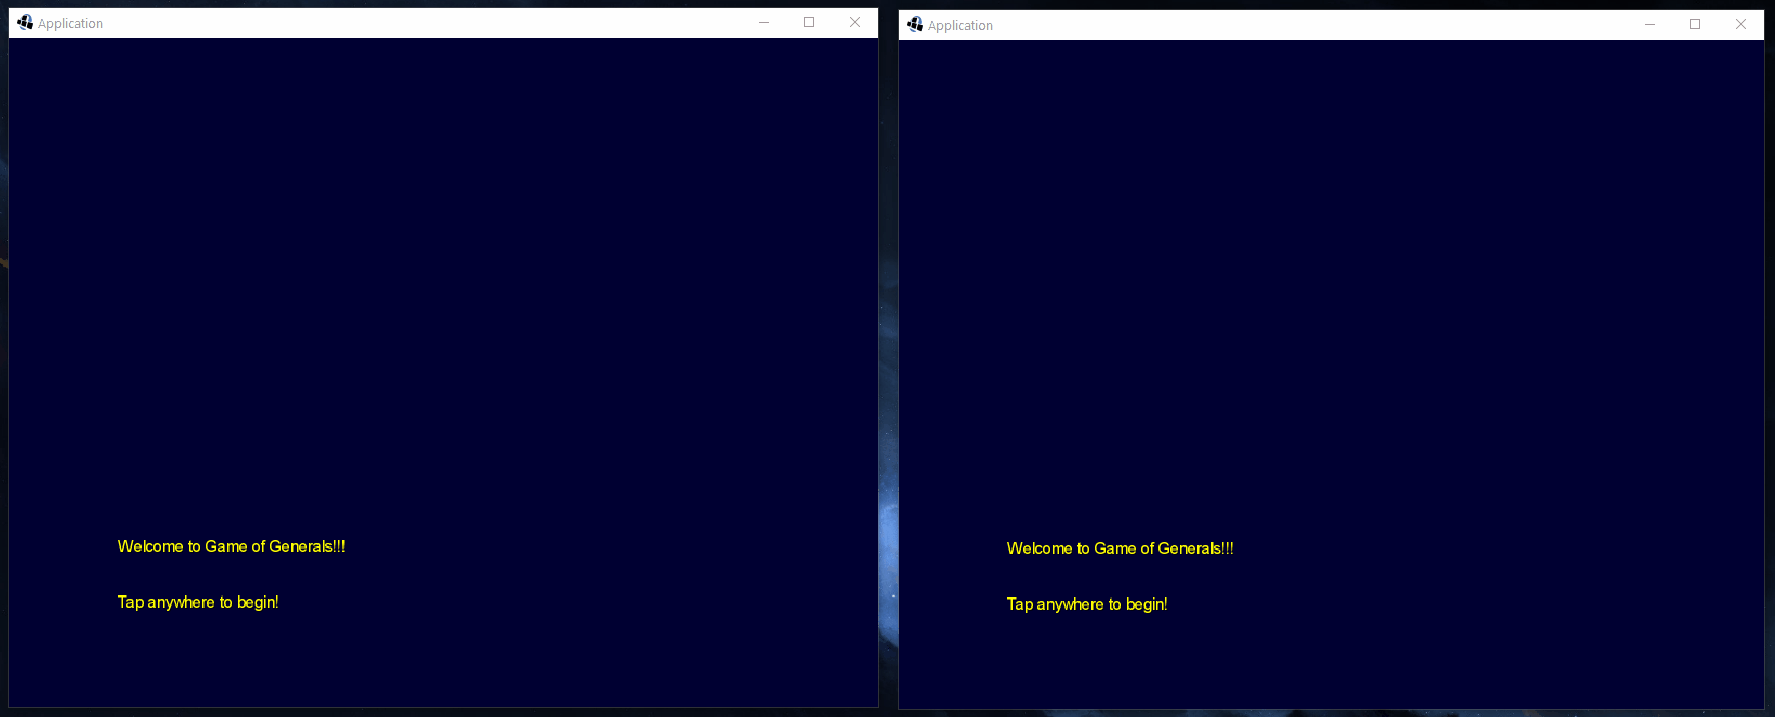 Application
Welcome to Game of Generals!!!
Tap anywhere to begin!
Application
Welcome to Game of Generals!!!
Tap anywhere to begin!